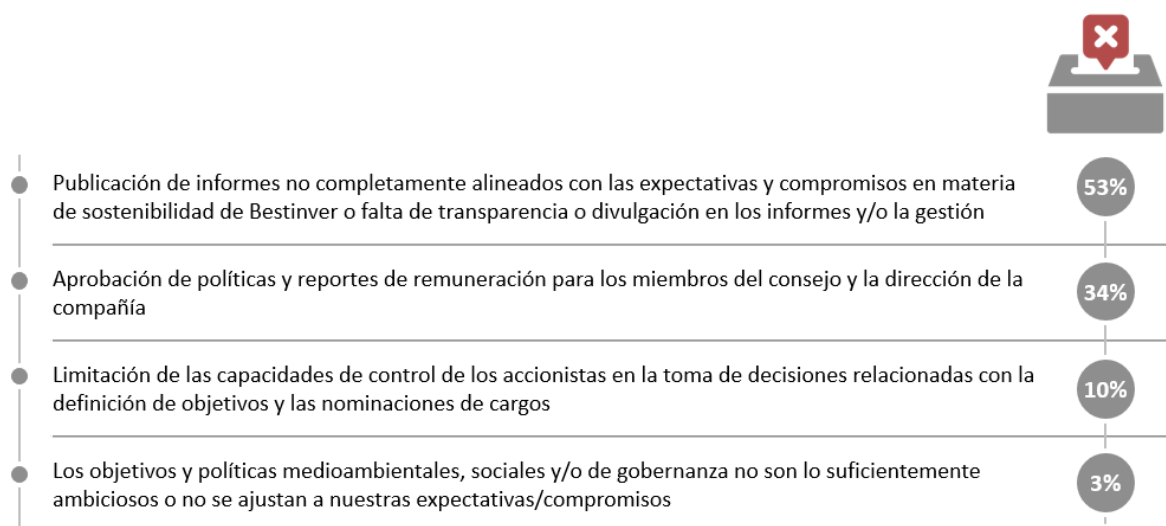 Publicación de informes no completamente alineados con las expectativas y compromisos en materia
de sostenibilidad de Bestinver o falta de transparencia o divulgación en los informes y/o la gestión
53%
Aprobación de políticas y reportes de remuneración para los miembros del consejo y la dirección de la
compañía
34%
Limitación de las capacidades de control de los accionistas en la toma de decisiones relacionadas con la
definición de objetivos y las nominaciones de cargos
10%
Los objetivos y políticas medioambientales, sociales y/o de gobernanza no son lo suficientemente
ambiciosos o no se ajustan a nuestras expectativas/compromisos
3%